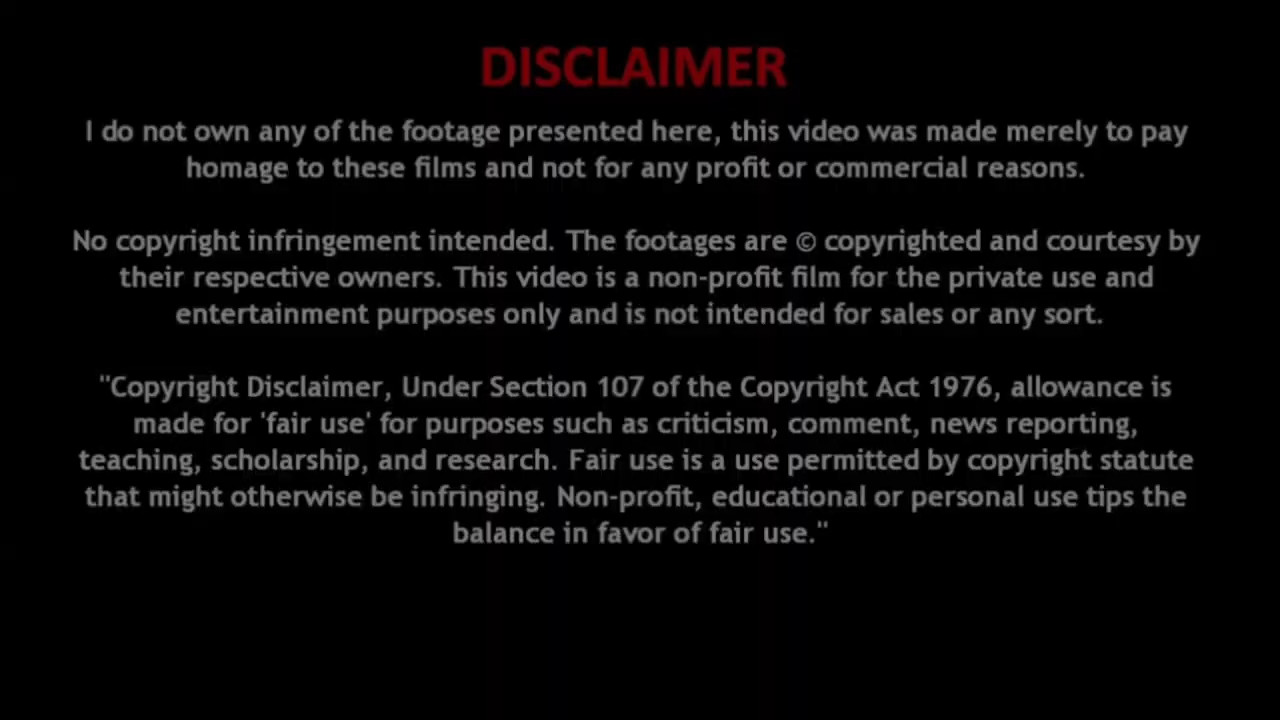 DISCLAIMER
I do not own any of the footage presented here, this video was made merely to pay
homage to these films and not for any profit or commercial reasons.
No copyright infringement intended. The footages are © copyrighted and courtesy by
their respective owners. This video is a non-profit film for the private use and
entertainment purposes only and is not intended for sales or any sort.
"Copyright Disclaimer, Under Section 107 of the Copyright Act 1976, allowance is
made for 'fair use' for purposes such as criticism, comment, news reporting,
teaching, scholarship, and research. Fair use is a use permitted by copyright statute
that might otherwise be infringing. Non-profit, educational or personal use tips the
balance in favor of fair use."